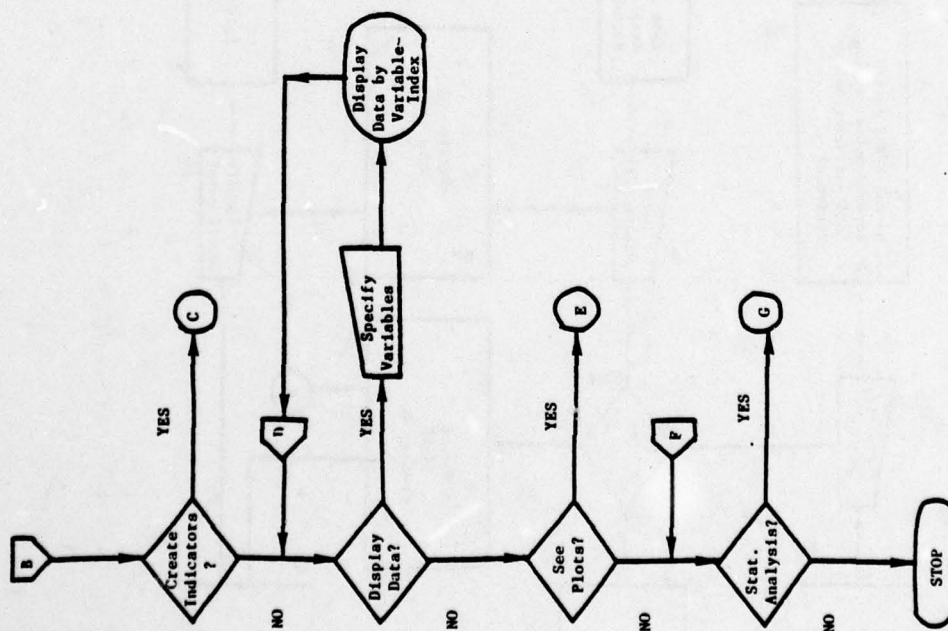 B
Create
Indicators
?
YES
C
NO
D
Display
Data?
YES
Specify
Variables
Display
Data by
Variable-
Index
NO
See
Plots?
YES
E
NO
F
Stat.
Analysis?
YES
G
NO
STOP